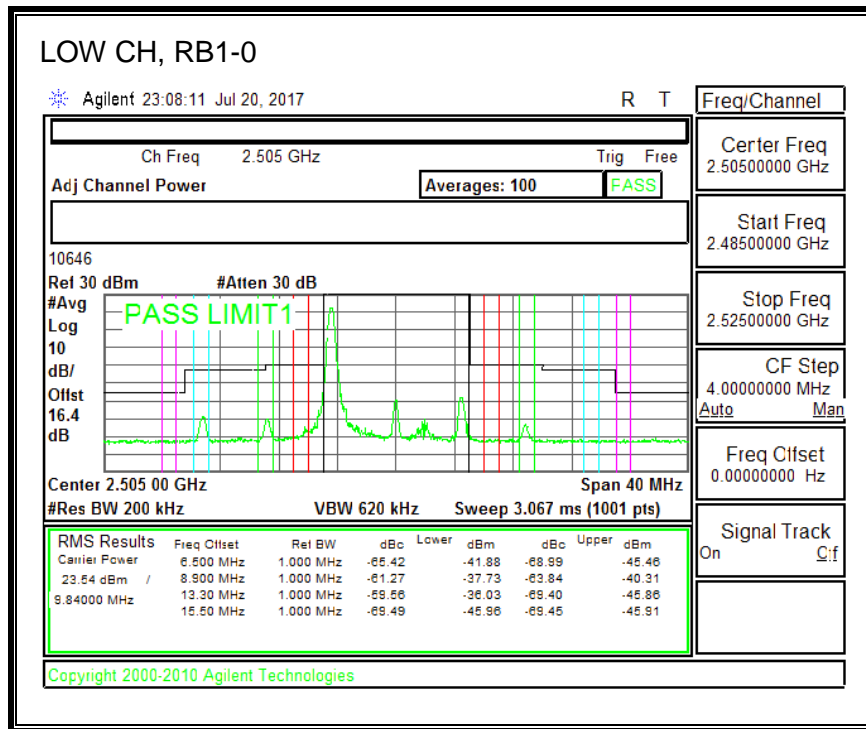 LOW CH, RB1-0
Agilent 23:08:11 Jul 20, 2017 R T
Freq/Channel
Ch Freq 2.505 GHz Trig Free
Adj Channel Power Averages: 100 PASS
Center Freq
2.50500000 GHz
Start Freq
2.48500000 GHz
Stop Freq
2.52500000 GHz
CF Step
4.00000000 MHz
Auto Man
Freq Offset
0.00000000 Hz
Signal Track
On Off
10646
Ref 30 dBm #Atten 30 dB
#Avg
Log
10
dB/
Offst
16.4
dB
PASS LIMIT1
Center 2.505 00 GHz Span 40 MHz
#Res BW 200 kHz VBW 620 kHz Sweep 3.067 ms (1001 pts)
RMS Results Freq Offset Ref BW dBc Lower dBm dBc Upper dBm
Carrier Power 6.500 MHz 1.000 MHz -65.42 -41.88 -68.99 -45.46
23.54 dBm / 8.900 MHz 1.000 MHz -61.27 -37.73 -63.84 -40.31
9.84000 MHz 13.30 MHz 1.000 MHz -59.56 -36.03 -69.40 -45.86
15.50 MHz 1.000 MHz -69.49 -45.96 -69.45 -45.91
Copyright 2000-2010 Agilent Technologies